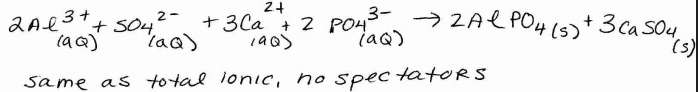 2Al³⁺(aq) + SO₄²⁻(aq) + 3Ca²⁺(aq) + 2 PO₄³⁻(aq) → 2AlPO₄(s) + 3CaSO₄(s)
same as total ionic, no spectators